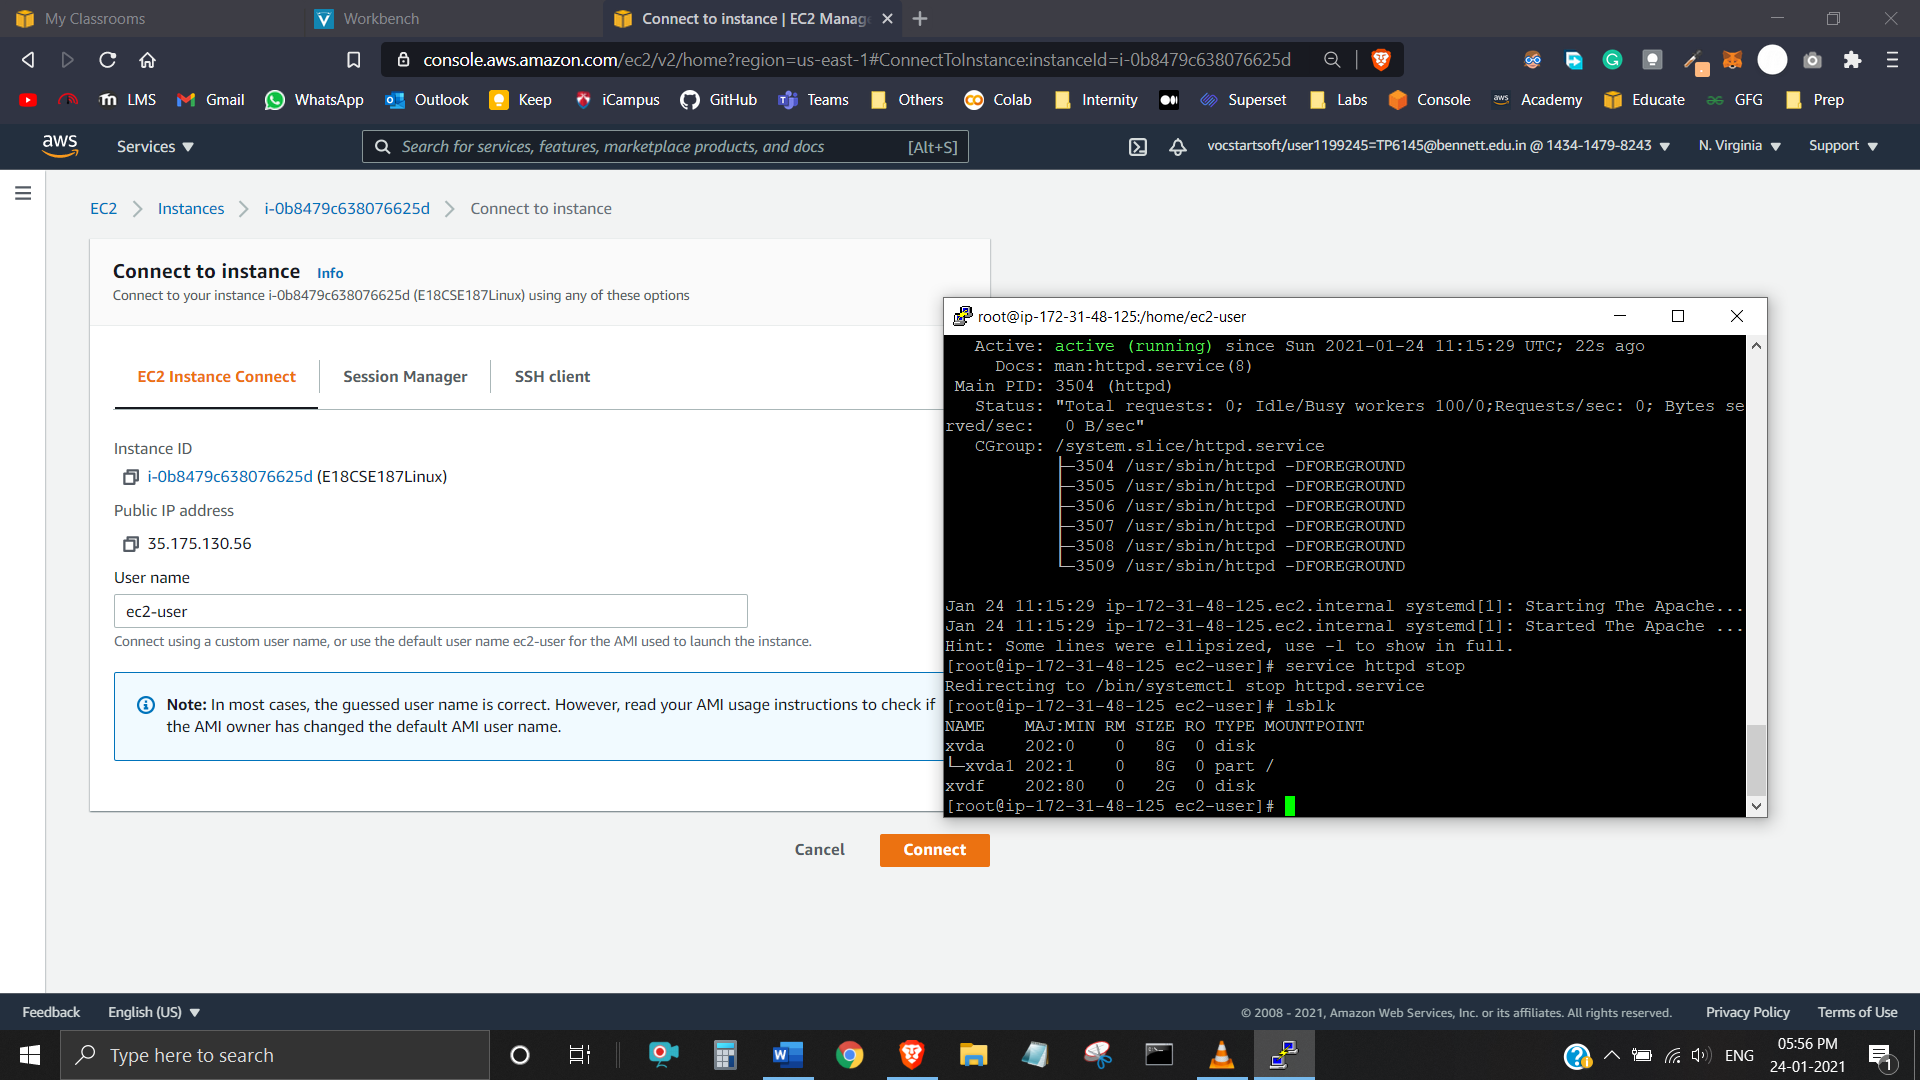 My Classrooms
Workbench
Connect to instance | EC2 Manag
console.aws.amazon.com/ec2/v2/home?region=us-east-1#ConnectToInstance:instanceId=i-0b8479c638076625d
LMS
Gmail
WhatsApp
Outlook
Keep
iCampus
GitHub
Teams
Others
Colab
Internity
Superset
Labs
Console
aws
Academy
Educate
GFG
Prep
aws
Services
Search for services, features, marketplace products, and docs
[Alt+S]
vocstartsoft/user1199245=TP6145@bennett.edu.in @ 1434-1479-8243
N. Virginia
Support
EC2
Instances
i-0b8479c638076625d
Connect to instance
Connect to instance Info
Connect to your instance i-0b8479c638076625d (E18CSE187Linux) using any of these options
EC2 Instance Connect
Session Manager
SSH client
Instance ID
i-0b8479c638076625d (E18CSE187Linux)
Public IP address
35.175.130.56
User name
ec2-user
Connect using a custom user name, or use the default user name ec2-user for the AMI used to launch the instance.
Note: In most cases, the guessed user name is correct. However, read your AMI usage instructions to check if
the AMI owner has changed the default AMI user name.
Cancel
Connect
root@ip-172-31-48-125:/home/ec2-user
Active: active (running) since Sun 2021-01-24 11:15:29 UTC; 22s ago
Docs: man:httpd.service(8)
Main PID: 3504 (httpd)
Status: "Total requests: 0; Idle/Busy workers 100/0;Requests/sec: 0; Bytes se
rved/sec:   0 B/sec"
CGroup: /system.slice/httpd.service
├─3504 /usr/sbin/httpd -DFOREGROUND
├─3505 /usr/sbin/httpd -DFOREGROUND
├─3506 /usr/sbin/httpd -DFOREGROUND
├─3507 /usr/sbin/httpd -DFOREGROUND
├─3508 /usr/sbin/httpd -DFOREGROUND
└─3509 /usr/sbin/httpd -DFOREGROUND
Jan 24 11:15:29 ip-172-31-48-125.ec2.internal systemd[1]: Starting The Apache...
Jan 24 11:15:29 ip-172-31-48-125.ec2.internal systemd[1]: Started The Apache ...
Hint: Some lines were ellipsized, use -l to show in full.
[root@ip-172-31-48-125 ec2-user]# service httpd stop
Redirecting to /bin/systemctl stop httpd.service
[root@ip-172-31-48-125 ec2-user]# lsblk
NAME    MAJ:MIN RM SIZE RO TYPE MOUNTPOINT
xvda    202:0    0   8G  0 disk
└─xvda1 202:1    0   8G  0 part /
xvdf    202:80   0   2G  0 disk
[root@ip-172-31-48-125 ec2-user]#
Feedback
English (US)
© 2008 - 2021, Amazon Web Services, Inc. or its affiliates. All rights reserved.
Privacy Policy
Terms of Use
Type here to search
ENG
05:56 PM
24-01-2021
1